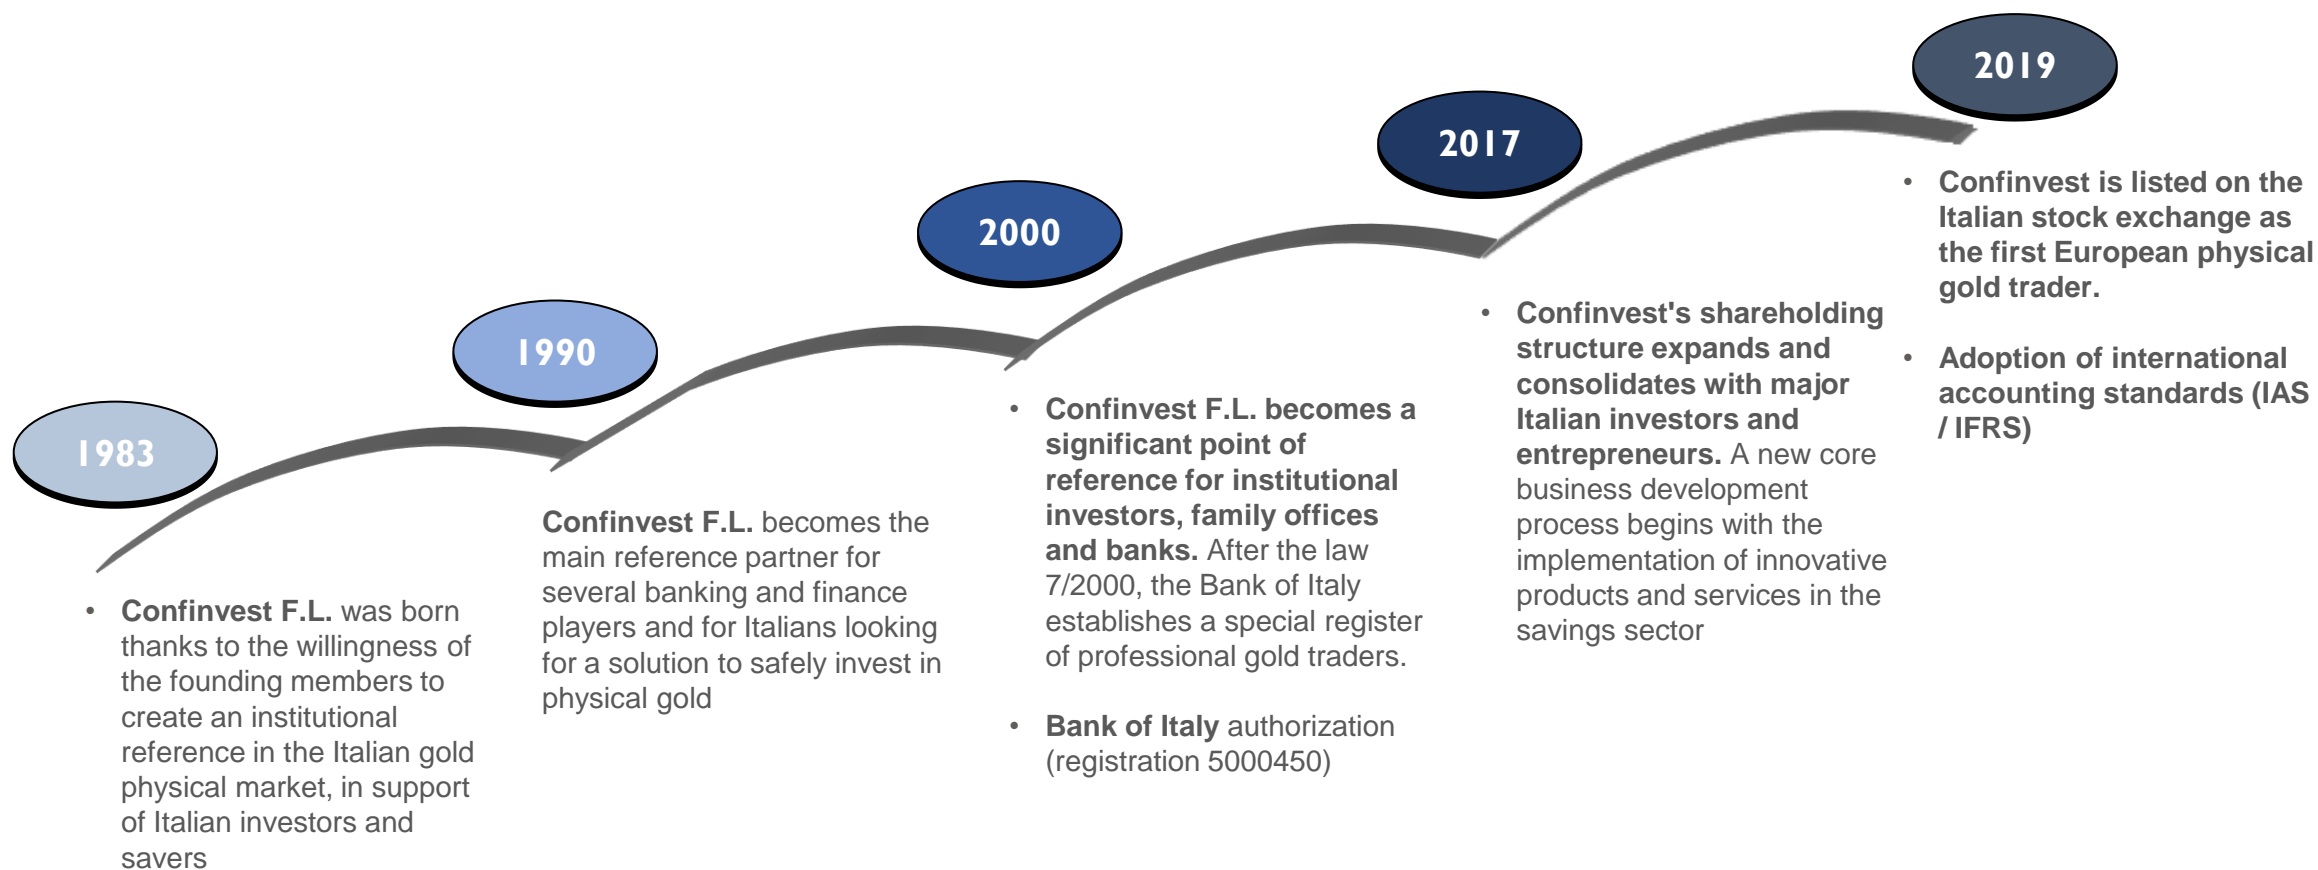 1983
• Confinvest F.L. was born
thanks to the willingness of
the founding members to
create an institutional
reference in the Italian gold
physical market, in support
of Italian investors and
savers
1990
Confinvest F.L. becomes the
main reference partner for
several banking and finance
players and for Italians looking
for a solution to safely invest in
physical gold
2000
• Confinvest F.L. becomes a
significant point of
reference for institutional
investors, family offices
and banks. After the law
7/2000, the Bank of Italy
establishes a special register
of professional gold traders.
• Bank of Italy authorization
(registration 5000450)
2017
• Confinvest's shareholding
structure expands and
consolidates with major
Italian investors and
entrepreneurs. A new core
business development
process begins with the
implementation of innovative
products and services in the
savings sector
2019
• Confinvest is listed on the
Italian stock exchange as
the first European physical
gold trader.
• Adoption of international
accounting standards (IAS
/ IFRS)